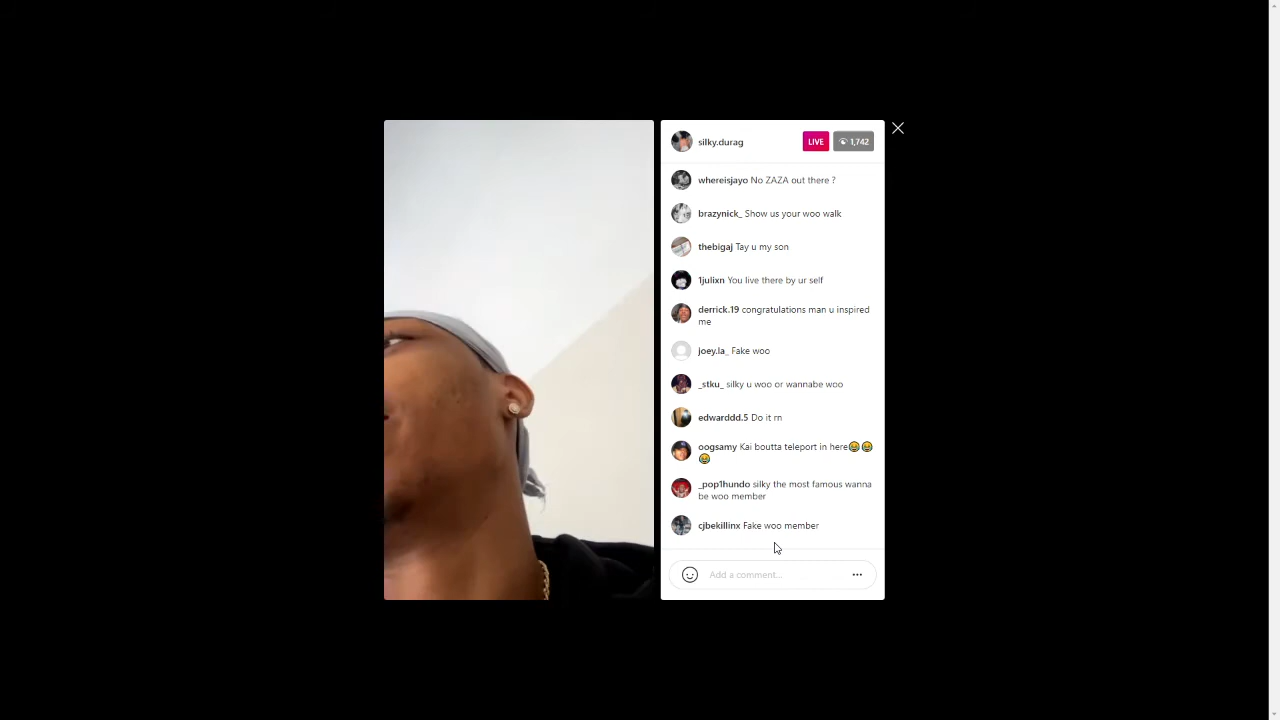 silky.durag LIVE 1,742
whereisjayo No ZAZA out there ?
brazynick_ Show us your woo walk
thebigaj Tay u my son
1julixn You live there by ur self
derrick.19 congratulations man u inspired
me
joey.la_ Fake woo
_stku_ silky u woo or wannabe woo
edwarddd.5 Do it rn
oogsamy Kai boutta teleport in here😂😂
😂
_pop1hundo silky the most famous wanna
be woo member
cjbekillinx Fake woo member
Add a comment...